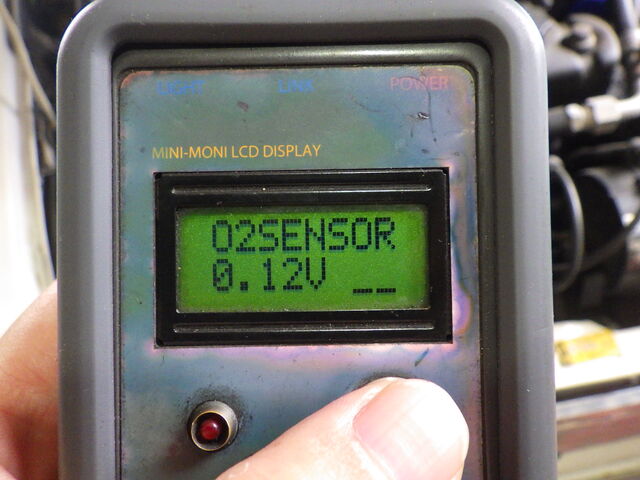 LIGHT LINK POWER
MINI-MONI LCD DISPLAY
O2SENSOR
0.12V __